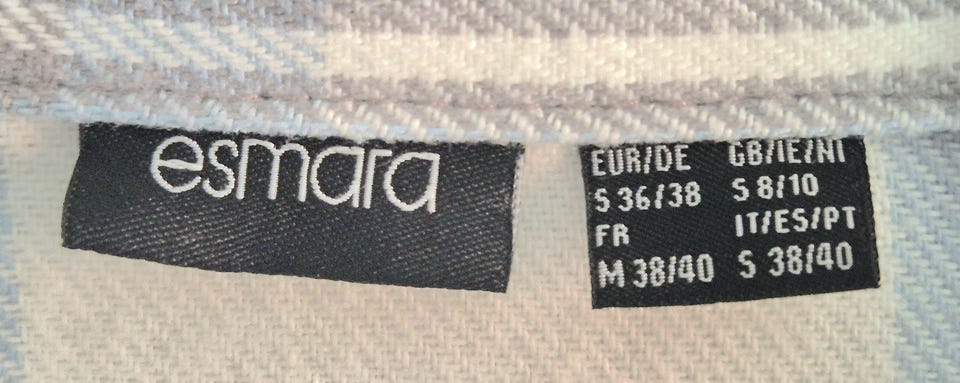 esmara
EUR/DE GB/IE/NI
S 36/38 S 8/10
FR IT/ES/PT
M 38/40 S 38/40